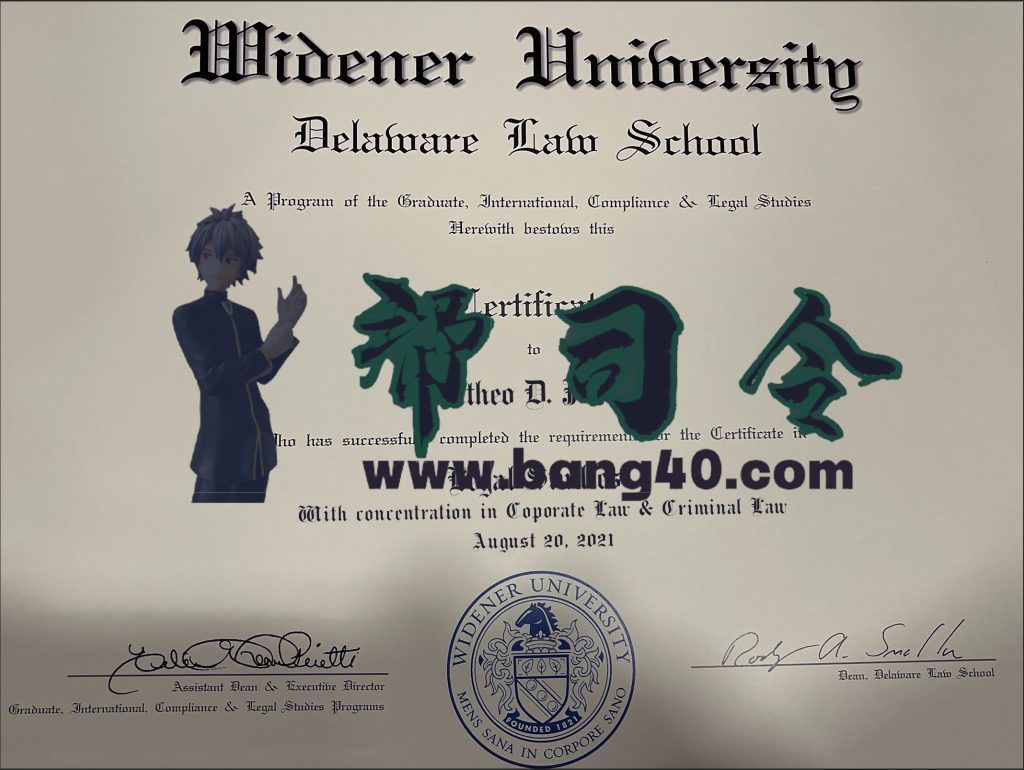 Widener University
Delaware Law School
A Program of the Graduate, International, Compliance & Legal Studies
Herewith bestows this
to
D.
帮司令
has completed the the Certificate in
www.bang40.com
With concentration in Coporate Law & Criminal Law
August 20, 2021
WIDENER UNIVERSITY
FOUNDED 1821
MENS SANA IN CORPORE SANO
Assistant Dean & Executive Director
Graduate, International, Compliance & Legal Studies Programs
Dean, Delaware Law School